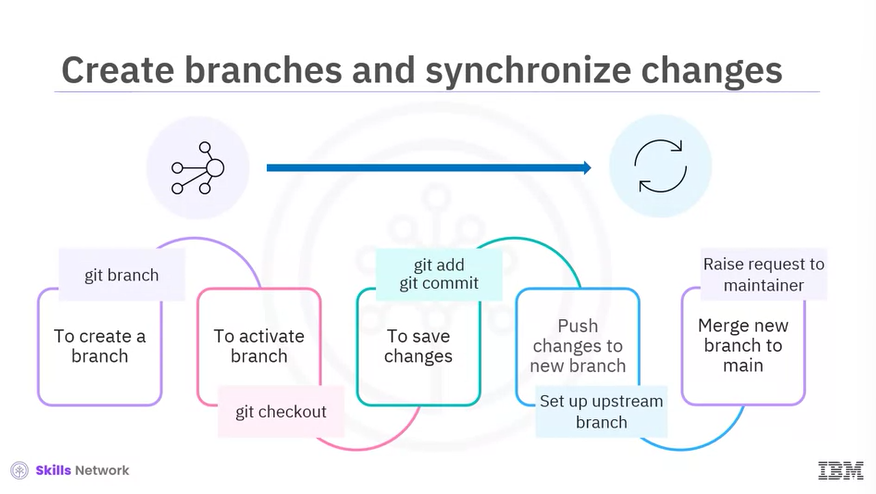 Create branches and synchronize changes
git branch
To create a
branch
To activate
branch
git checkout
git add
git commit
To save
changes
Push
changes to
new branch
Set up upstream
branch
Raise request to
maintainer
Merge new
branch to
main
Skills Network
IBM